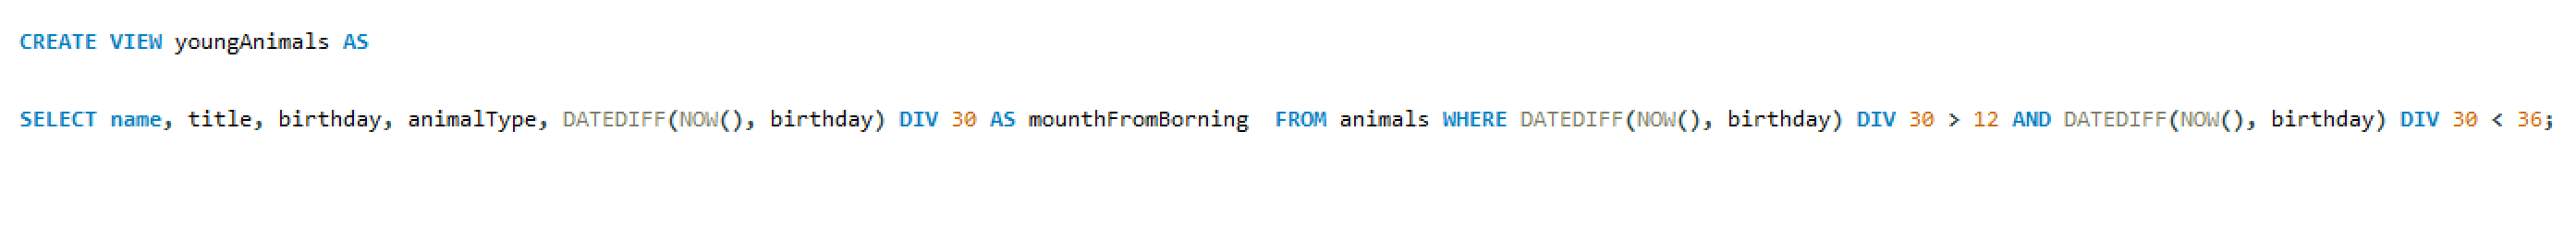 CREATE VIEW youngAnimals AS
SELECT name, title, birthday, animalType, DATEDIFF(NOW(), birthday) DIV 30 AS mounthFromBorning  FROM animals WHERE DATEDIFF(NOW(), birthday) DIV 30 > 12 AND DATEDIFF(NOW(), birthday) DIV 30 < 36;